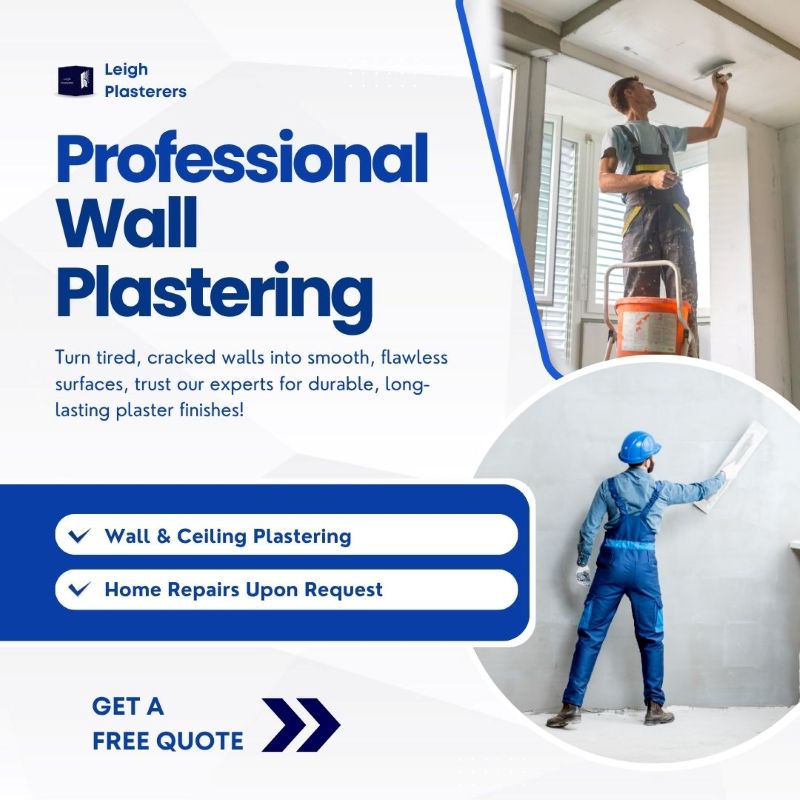 Leigh
Plasterers
Professional
Wall
Plastering
Turn tired, cracked walls into smooth, flawless
surfaces, trust our experts for durable, long-
lasting plaster finishes!
Wall & Ceiling Plastering
Home Repairs Upon Request
GET A
FREE QUOTE